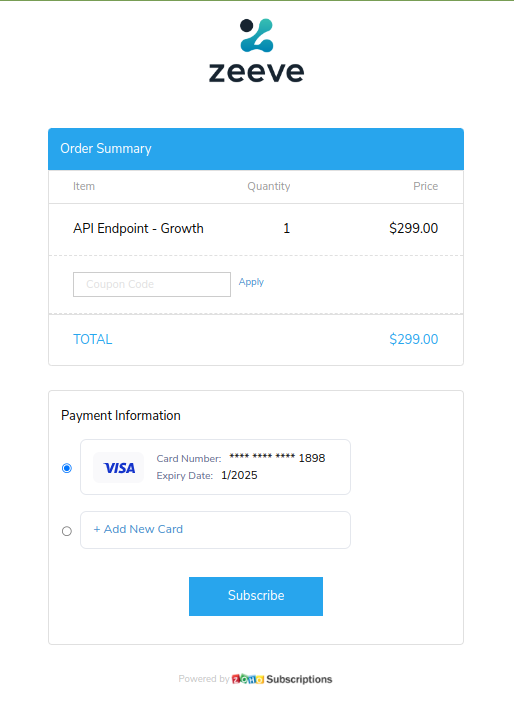 zeeve
Order Summary
Item Quantity Price
API Endpoint - Growth 1 $299.00
Coupon Code Apply
TOTAL $299.00
Payment Information
VISA Card Number: **** **** **** 1898
Expiry Date: 1/2025
+ Add New Card
Subscribe
Powered by ZOHO Subscriptions